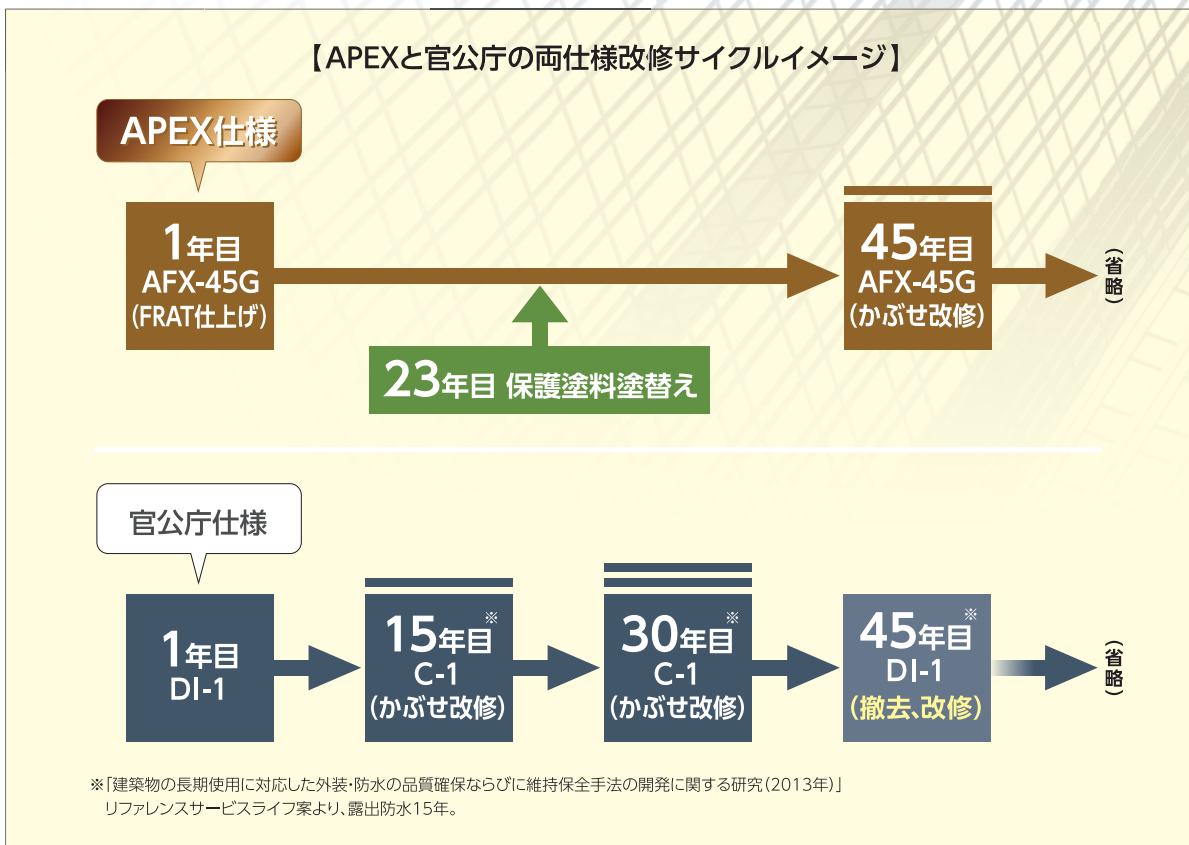 【APEXと官公庁の両仕様改修サイクルイメージ】
APEX仕様
1年目
AFX-45G
(FRAT仕上げ)
45年目
AFX-45G
(かぶせ改修)
(省略)
23年目 保護塗料塗替え
官公庁仕様
1年目
DI-1
15年目※
C-1
(かぶせ改修)
30年目※
C-1
(かぶせ改修)
45年目※
DI-1
(撤去、改修)
(省略)
※「建築物の長期使用に対応した外装・防水の品質確保ならびに維持保全手法の開発に関する研究(2013年)」
リファレンスサービスライフ案より、露出防水15年。